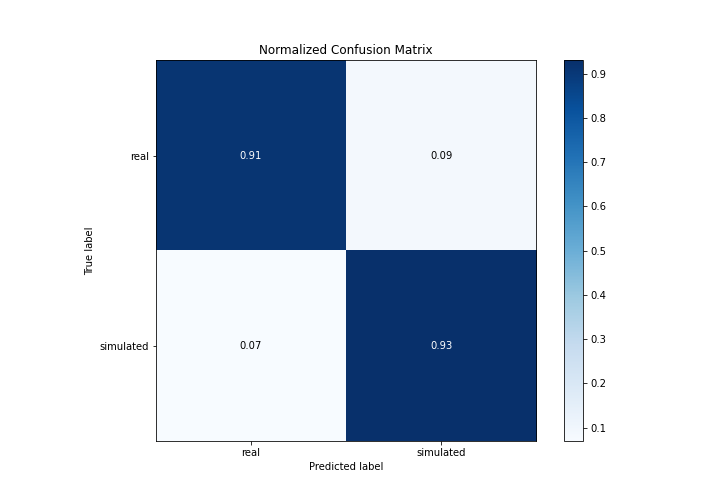 Normalized Confusion Matrix
real
0.91
0.09
True label
simulated
0.07
0.93
real
simulated
Predicted label
0.9
0.8
0.7
0.6
0.5
0.4
0.3
0.2
0.1